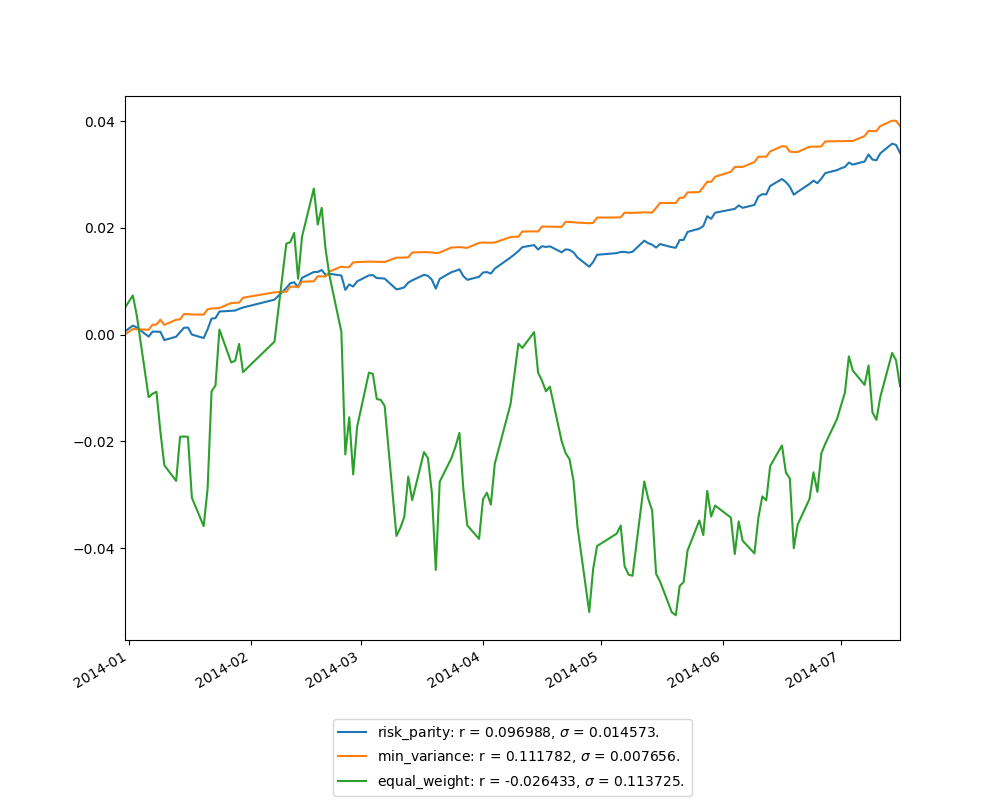 0.04
0.02
0.00
−0.02
−0.04
2014-01 2014-02 2014-03 2014-04 2014-05 2014-06 2014-07
risk_parity: r = 0.096988, σ = 0.014573.
min_variance: r = 0.111782, σ = 0.007656.
equal_weight: r = -0.026433, σ = 0.113725.